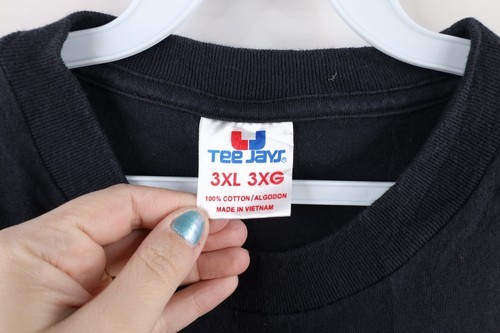 Tee Jays®
3XL 3XG
100% COTTON/ALGODON
MADE IN VIETNAM